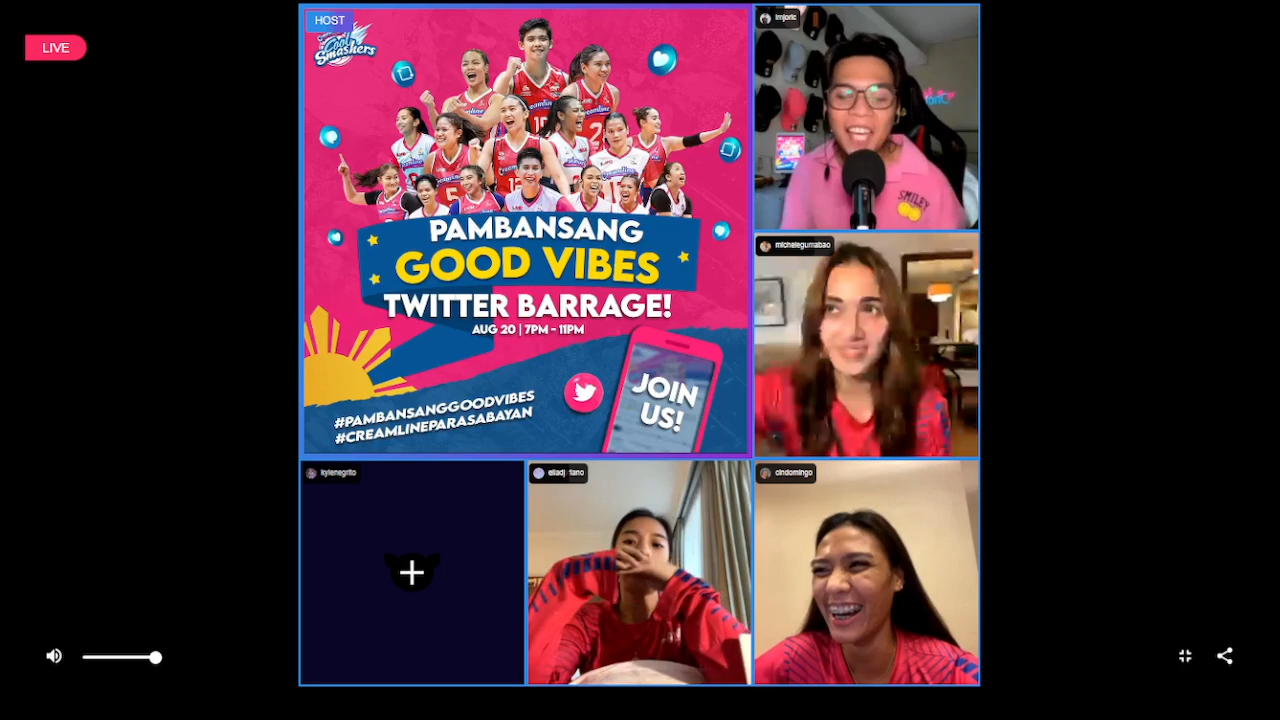 LIVE
HOST
Cool
Smashers
PAMBANSANG
GOOD VIBES
TWITTER BARRAGE!
AUG 20 | 7PM - 11PM
JOIN
US!
#PAMBANSANGGOODVIBES
#CREAMLINEPARASABAYAN
imjoric
SMILEY
michelegumabao
kylenegrito
cindomingo